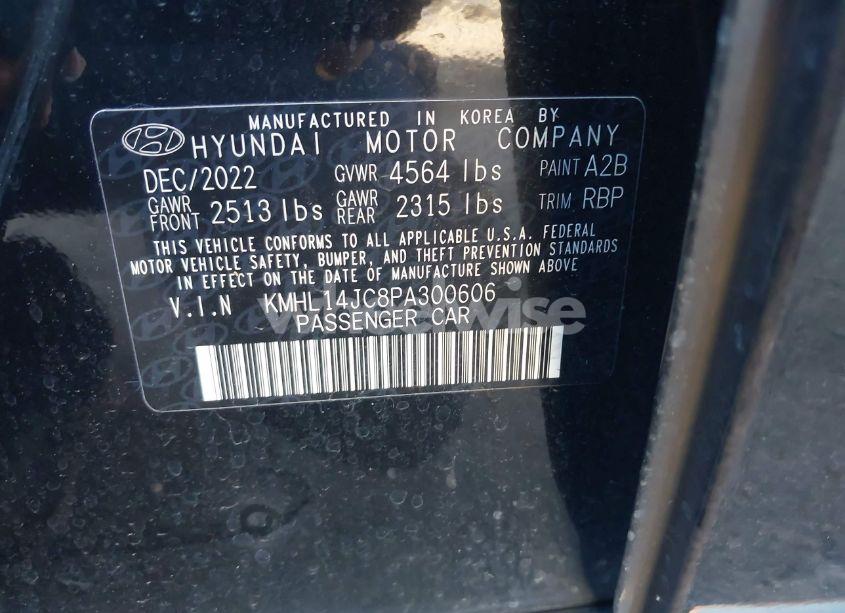 MANUFACTURED IN KOREA BY
HYUNDAI MOTOR COMPANY
DEC/2022 GVWR 4564 lbs PAINT A2B
GAWR FRONT 2513 lbs GAWR REAR 2315 lbs TRIM RBP
THIS VEHICLE CONFORMS TO ALL APPLICABLE U.S.A. FEDERAL
MOTOR VEHICLE SAFETY, BUMPER, AND THEFT PREVENTION STANDARDS
IN EFFECT ON THE DATE OF MANUFACTURE SHOWN ABOVE
V.I.N KMHL14JC8PA300606
PASSENGER CAR